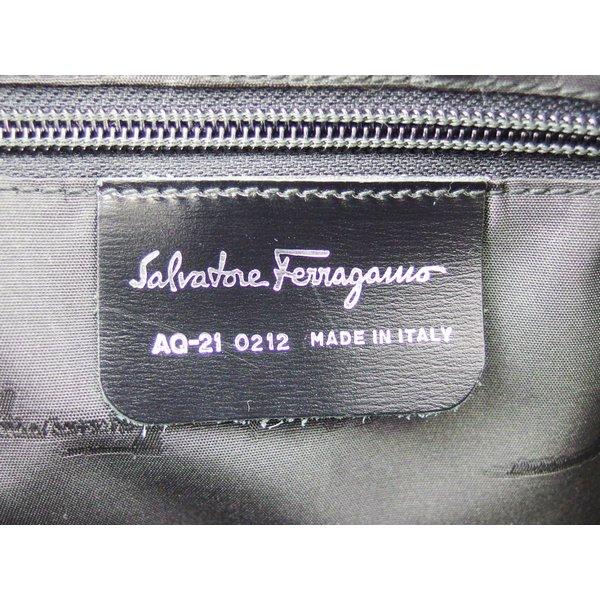 Salvatore Ferragamo
AQ-21 0212 MADE IN ITALY